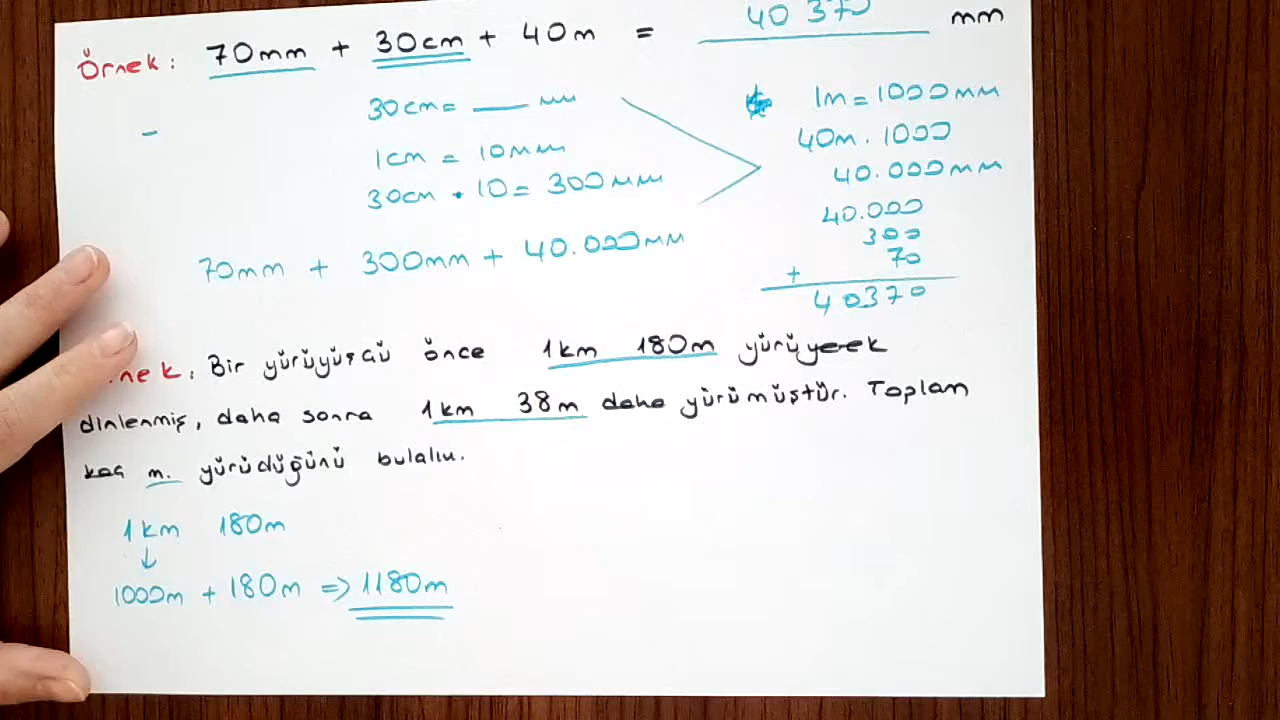 Örnek: 70mm + 30cm + 40m = 40 370 mm
30cm = ___ mm
1cm = 10mm
30cm . 10 = 300mm
1m = 1000mm
40m . 1000
40.000mm
40.000
300
70
+
40370
70mm + 300mm + 40.000mm
nek: Bir yürüyüşçü önce 1km 180m yürüyerek
dinlenmiş, daha sonra 1km 38m daha yürümüştür. Toplam
kaç m. yürüdüğünü bulalım.
1km 180m
↓
1000m + 180m => 1180m